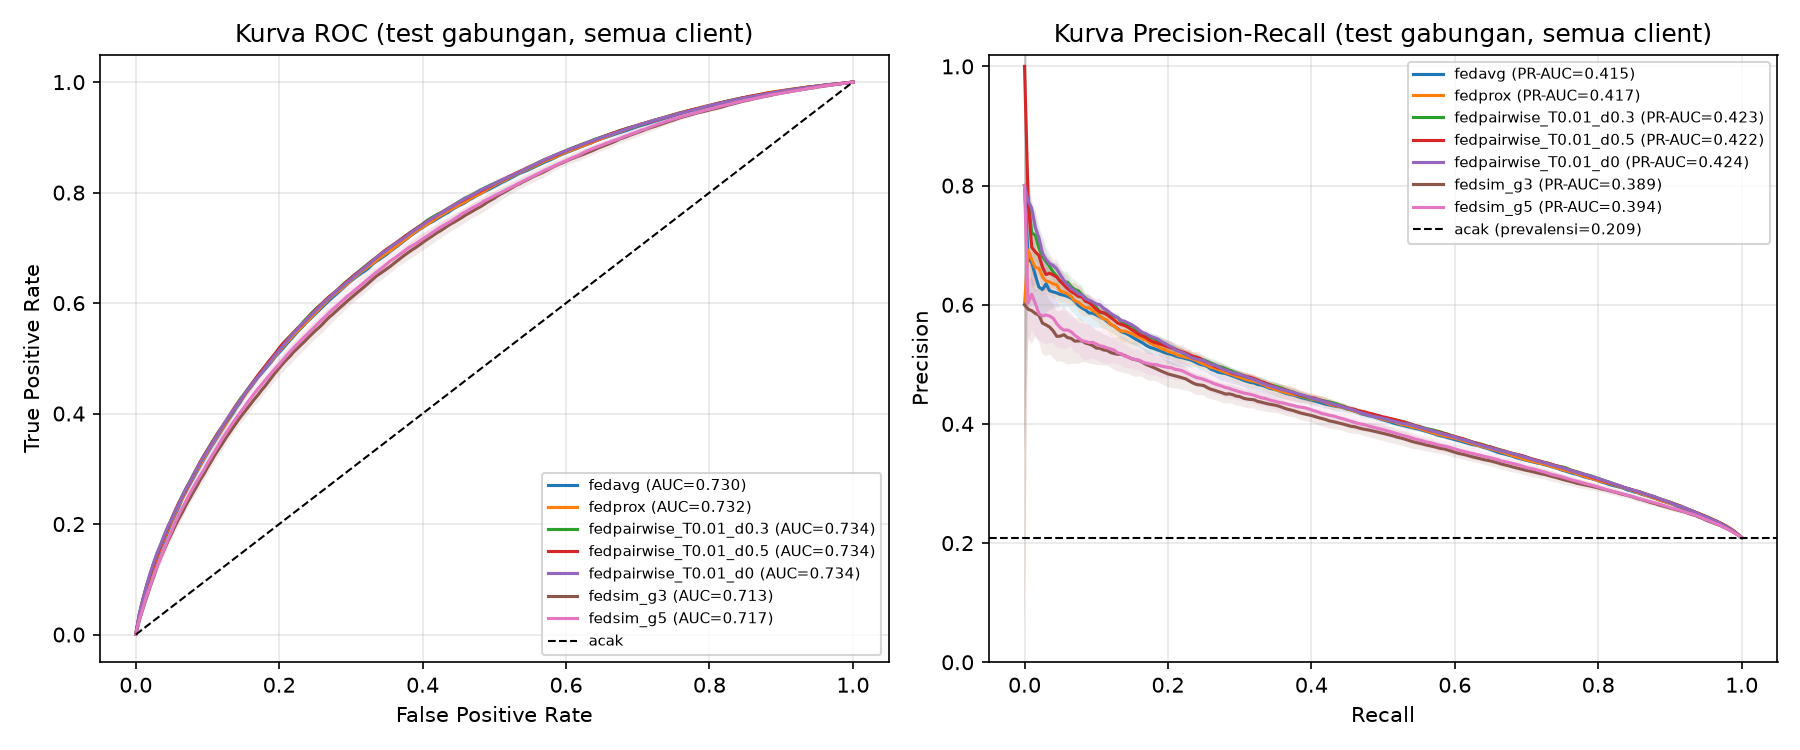 Kurva ROC (test gabungan, semua client)
True Positive Rate
1.0
0.8
0.6
0.4
0.2
0.0
0.0 0.2 0.4 0.6 0.8 1.0
False Positive Rate
fedavg (AUC=0.730)
fedprox (AUC=0.732)
fedpairwise_T0.01_d0.3 (AUC=0.734)
fedpairwise_T0.01_d0.5 (AUC=0.734)
fedpairwise_T0.01_d0 (AUC=0.734)
fedsim_g3 (AUC=0.713)
fedsim_g5 (AUC=0.717)
acak
Kurva Precision-Recall (test gabungan, semua client)
Precision
1.0
0.8
0.6
0.4
0.2
0.0
0.0 0.2 0.4 0.6 0.8 1.0
Recall
fedavg (PR-AUC=0.415)
fedprox (PR-AUC=0.417)
fedpairwise_T0.01_d0.3 (PR-AUC=0.423)
fedpairwise_T0.01_d0.5 (PR-AUC=0.422)
fedpairwise_T0.01_d0 (PR-AUC=0.424)
fedsim_g3 (PR-AUC=0.389)
fedsim_g5 (PR-AUC=0.394)
acak (prevalensi=0.209)